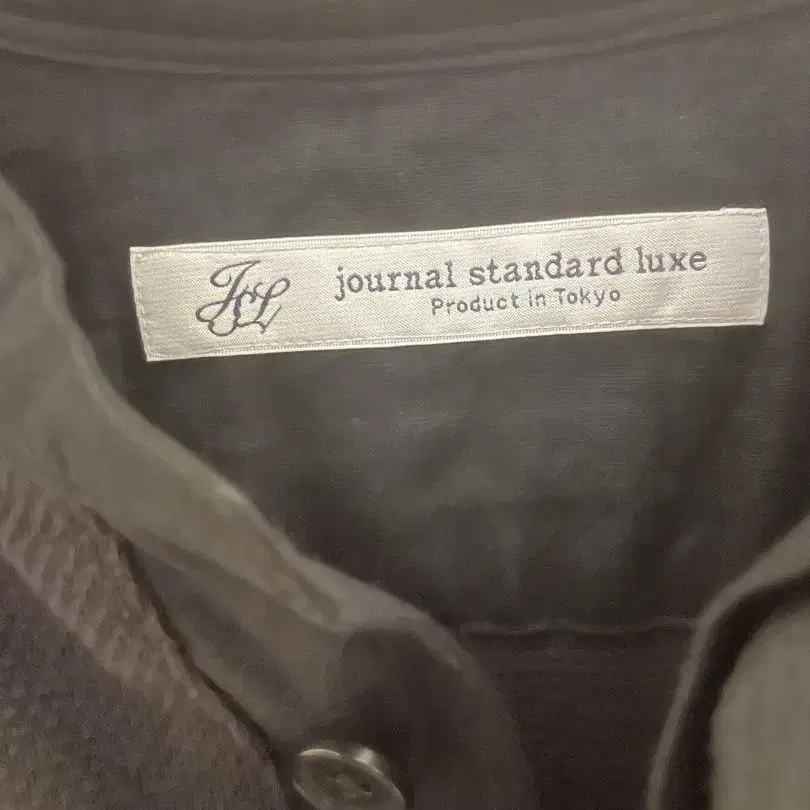 JSL
journal standard luxe
Product in Tokyo